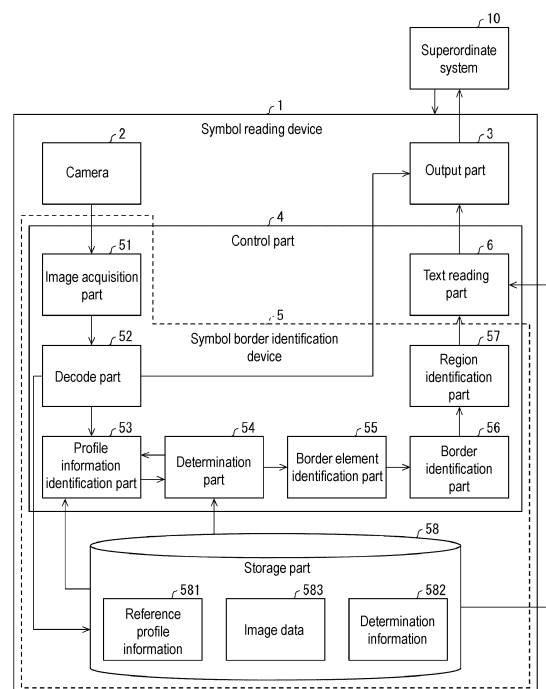 10
Superordinate
system
1
Symbol reading device
2
Camera
3
Output part
4
Control part
51
Image acquisition
part
6
Text reading
part
5
Symbol border identification
device
52
Decode part
57
Region
identification
part
53
Profile
information
identification part
54
Determination
part
55
Border element
identification part
56
Border
identification
part
58
Storage part
581
Reference
profile
information
583
Image data
582
Determination
information